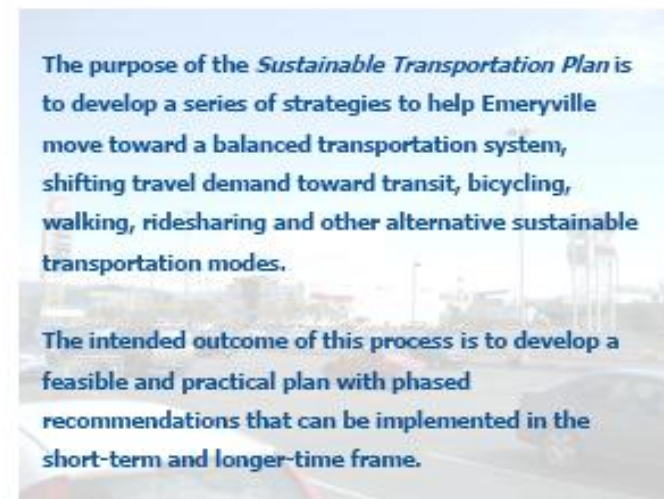 The purpose of the Sustainable Transportation Plan is
to develop a series of strategies to help Emeryville
move toward a balanced transportation system,
shifting travel demand toward transit, bicycling,
walking, ridesharing and other alternative sustainable
transportation modes.
The intended outcome of this process is to develop a
feasible and practical plan with phased
recommendations that can be implemented in the
short-term and longer-time frame.